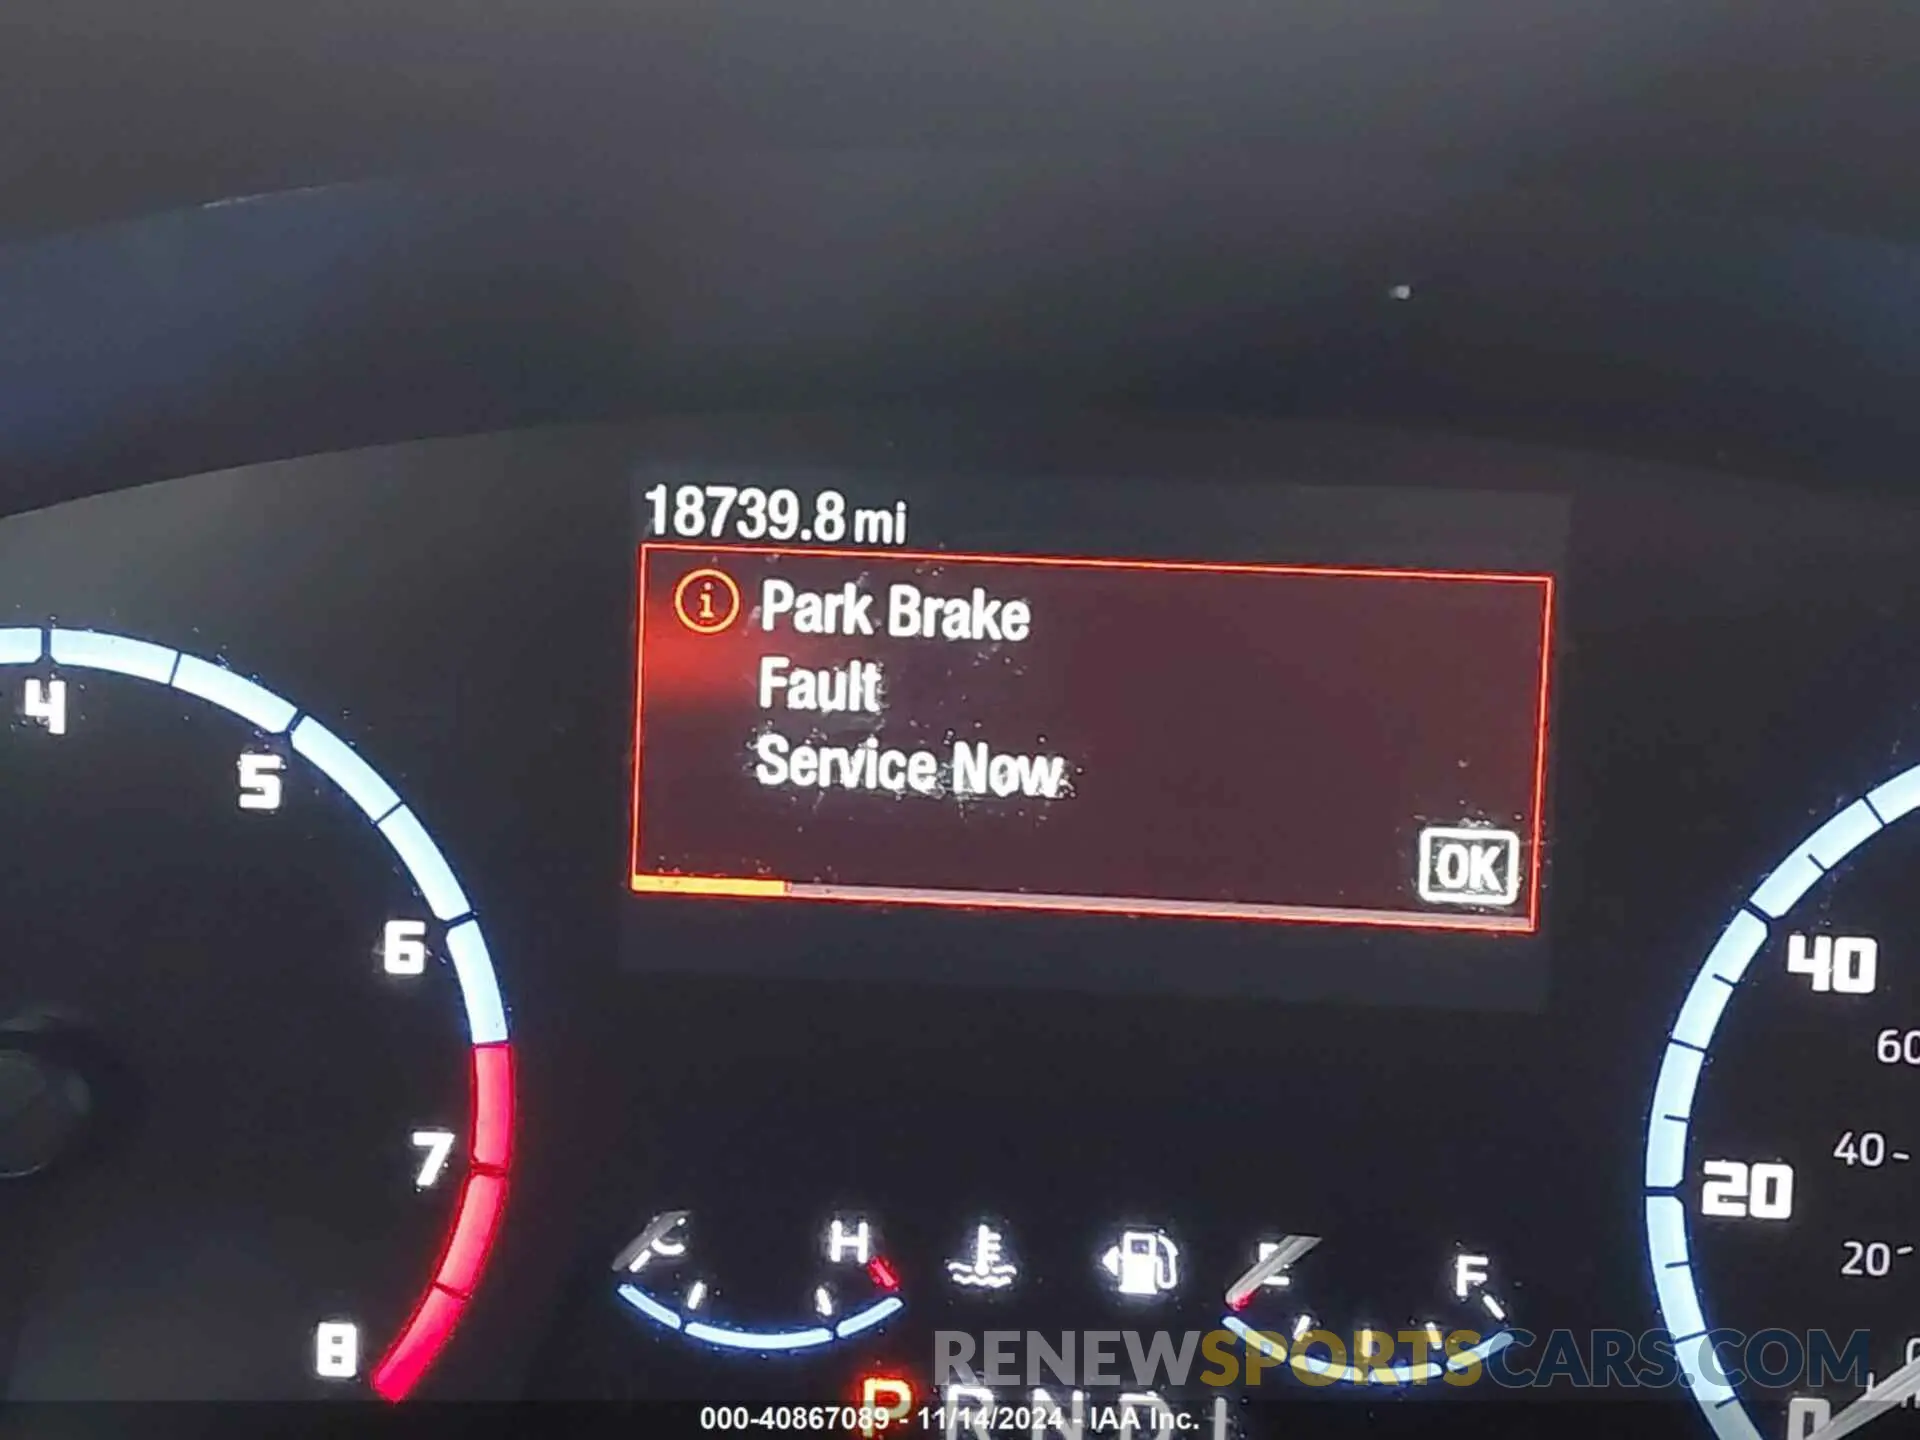 18739.8 mi
i Park Brake
Fault
Service Now
OK
4
5
6
7
8
40
60
40
20
20
0
C H
E F
P R N D
RENEWSPORTSCARS.COM
000-40867089 - 11/14/2024 - IAA Inc.